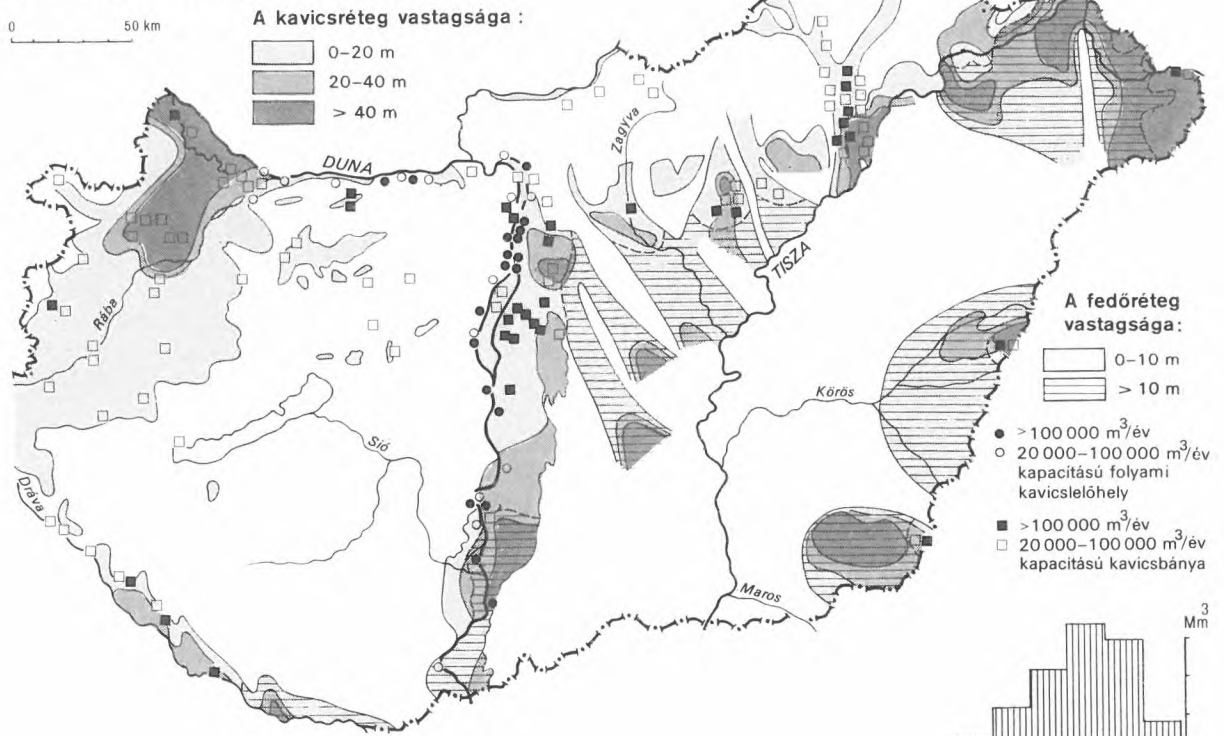 A kavicsréteg vastagsága :
0 50 km
0–20 m
20–40 m
> 40 m
DUNA
Zagyva
TISZA
Rába
A fedőréteg
vastagsága :
0–10 m
> 10 m
Körös
Sió
Dráva
>100 000 m³/év
20 000–100 000 m³/év
kapacitású folyami
kavicslelőhely
>100 000 m³/év
20 000–100 000 m³/év
kapacitású kavicsbánya
Maros
Mm³